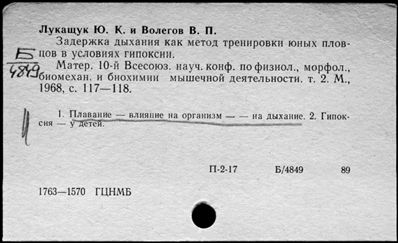 Лукащук Ю. К. и Волегов В. П.
Задержка дыхания как метод тренировки юных плов-
цов в условиях гипоксии.
Б
4849
Матер. 10-й Всесоюз. науч. конф. по физиол., морфол.,
биомехан. и биохимии мышечной деятельности. т. 2. М.,
1968, с. 117—118.
1. Плавание — влияние на организм — — на дыхание. 2. Гипок-
сия — у детей.
П-2-17 Б/4849 89
1763—1570 ГЦНМБ